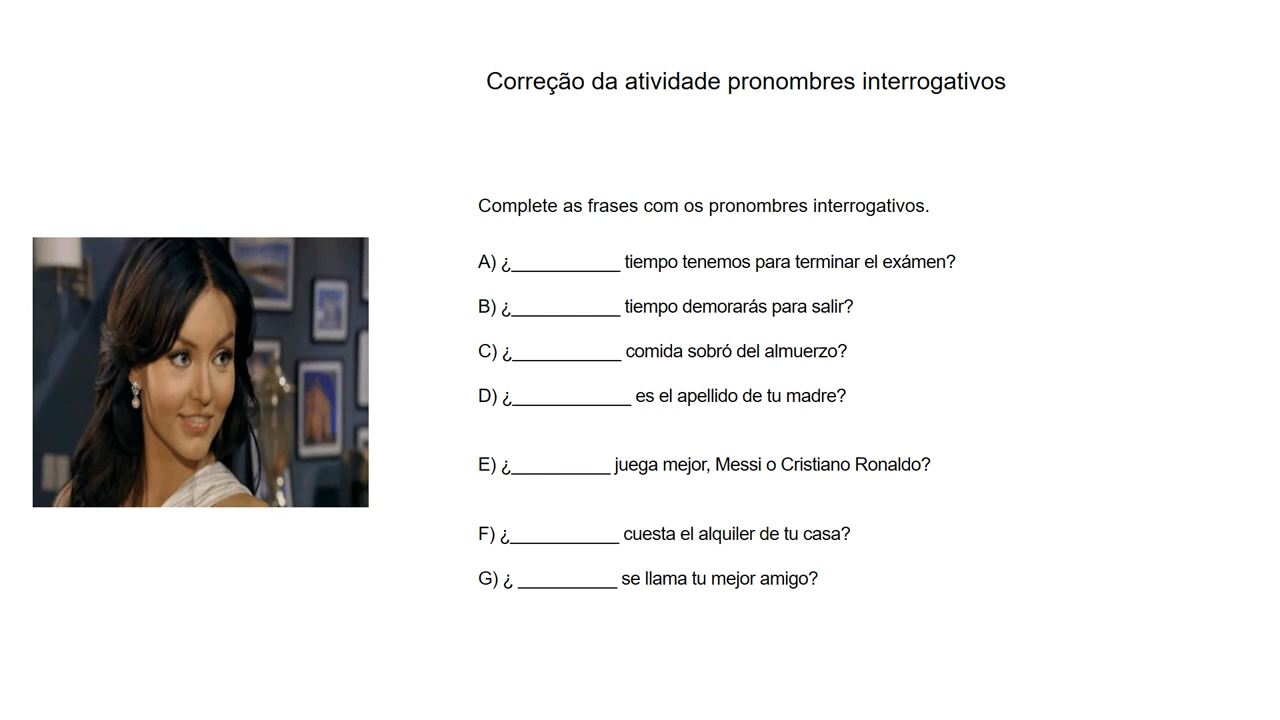 Correção da atividade pronombres interrogativos
Complete as frases com os pronombres interrogativos.
A) ¿___________ tiempo tenemos para terminar el exámen?
B) ¿___________ tiempo demorarás para salir?
C) ¿___________ comida sobró del almuerzo?
D) ¿____________ es el apellido de tu madre?
E) ¿__________ juega mejor, Messi o Cristiano Ronaldo?
F) ¿___________ cuesta el alquiler de tu casa?
G) ¿ __________ se llama tu mejor amigo?